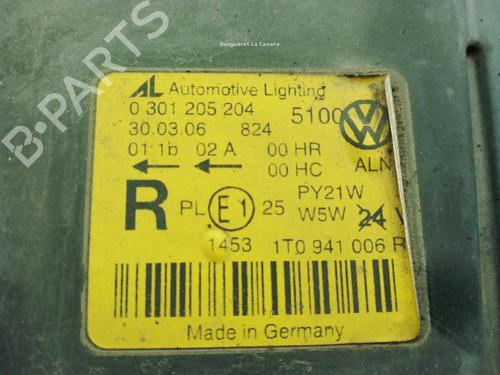 Desguaces La Cabaña
AL Automotive Lighting
0 301 205 204 5100
30.03.06 824
01 1b 02 A 00 HR
00 HC ALN
R PL E1 25 PY21W
W5W 24 V
1453 1T0 941 006 R
Made in Germany